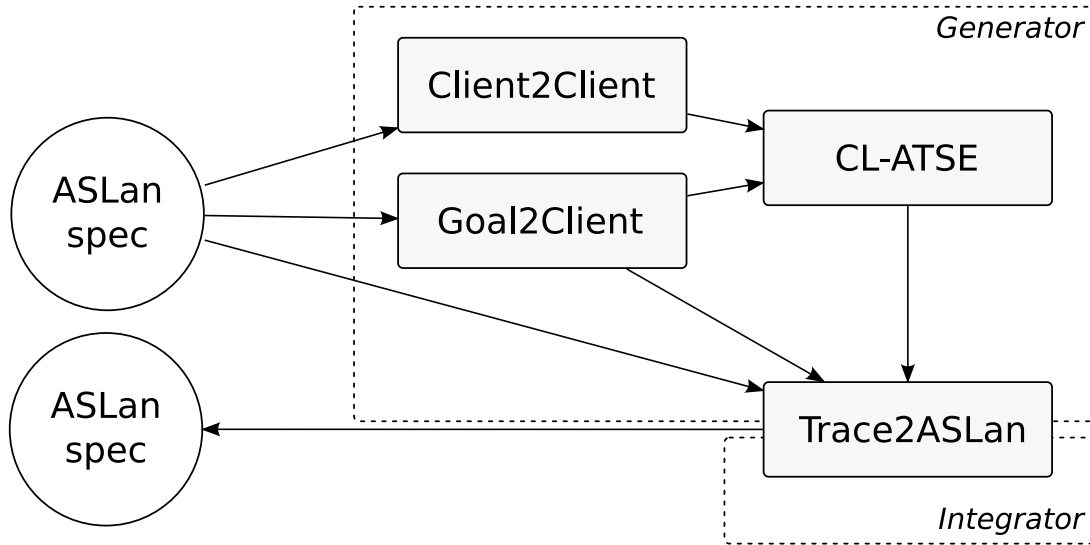 Generator
Client2Client
CL-ATSE
ASLan
spec
Goal2Client
ASLan
spec
Trace2ASLan
Integrator